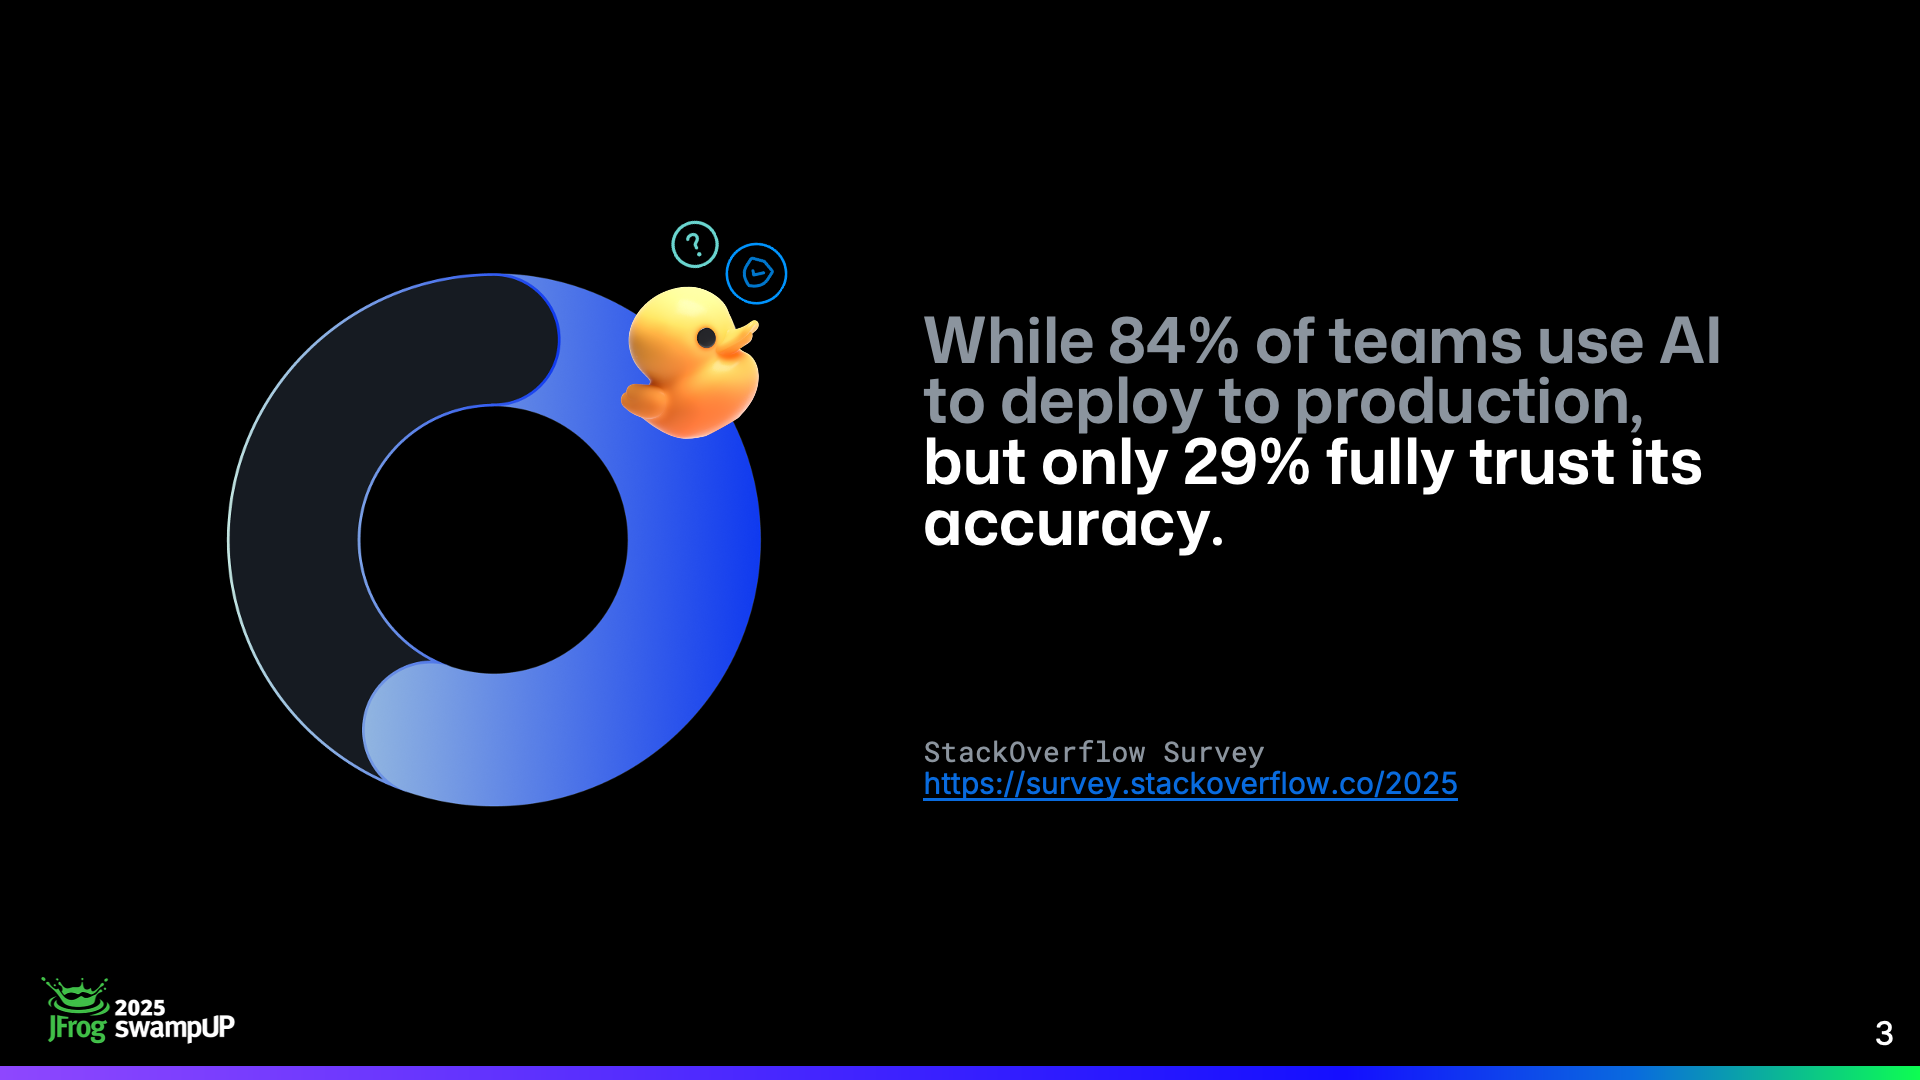 ?
While 84% of teams use AI
to deploy to production,
but only 29% fully trust its
accuracy.
StackOverflow Survey
https://survey.stackoverflow.co/2025
2025
JFrog swampUP
3